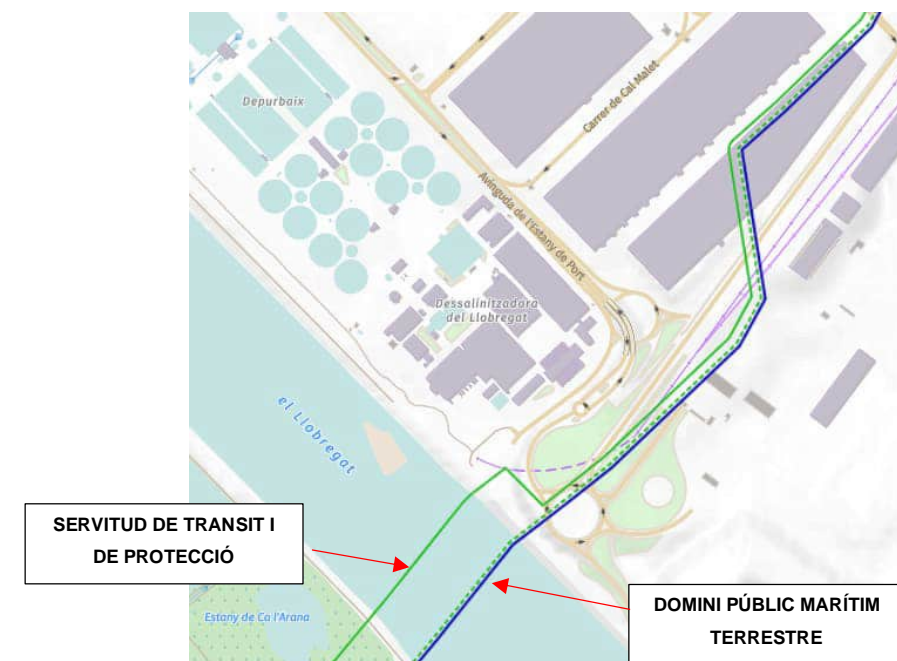 Depurbaix
Carrer de Cal Malet
Avinguda de l'Estany de Port
Dessalinitzadora
del Llobregat
el Llobregat
SERVITUD DE TRANSIT I
DE PROTECCIÓ
Estany de Ca l'Arana
DOMINI PÚBLIC MARÍTIM
TERRESTRE